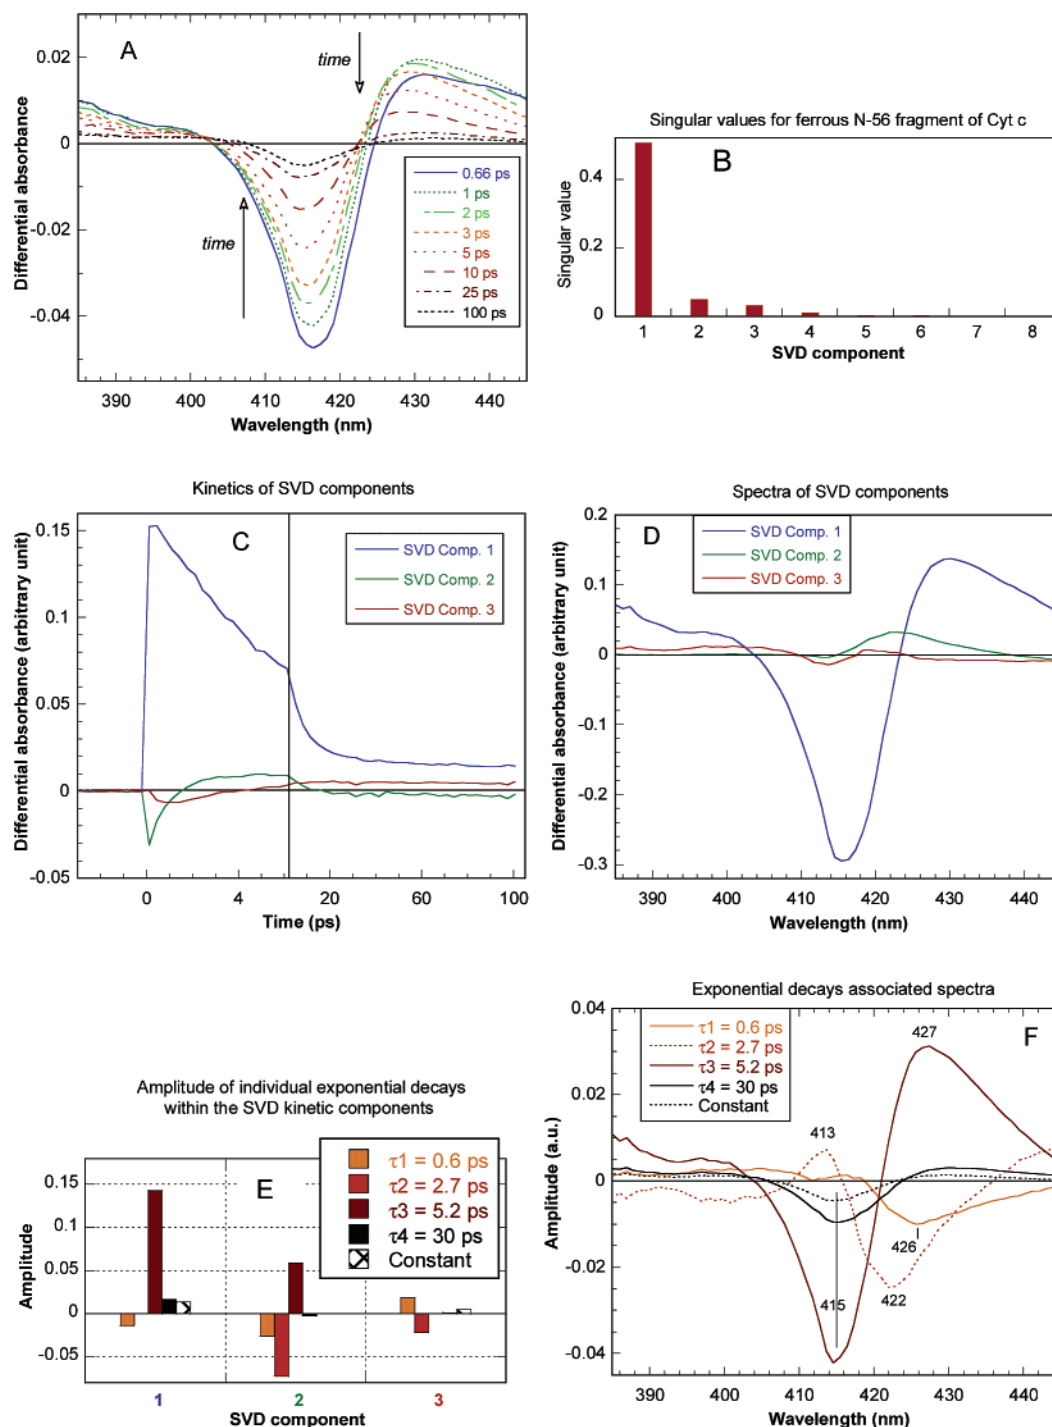 A
time
time
Differential absorbance
0.02
0
-0.02
-0.04
0.66 ps
1 ps
2 ps
3 ps
5 ps
10 ps
25 ps
100 ps
390 400 410 420 430 440
Wavelength (nm)
Singular values for ferrous N-56 fragment of Cyt c
B
Singular value
0.4
0.2
0
1 2 3 4 5 6 7 8
SVD component
Kinetics of SVD components
C
Differential absorbance (arbitrary unit)
0.15
0.1
0.05
0
-0.05
SVD Comp. 1
SVD Comp. 2
SVD Comp. 3
0 4 20 60 100
Time (ps)
Spectra of SVD components
D
Differential absorbance (arbitrary unit)
0.2
0.1
0
-0.1
-0.2
-0.3
SVD Comp. 1
SVD Comp. 2
SVD Comp. 3
390 400 410 420 430 440
Wavelength (nm)
Amplitude of individual exponential decays
within the SVD kinetic components
E
Amplitude
0.15
0.1
0.05
0
-0.05
τ1 = 0.6 ps
τ2 = 2.7 ps
τ3 = 5.2 ps
τ4 = 30 ps
Constant
1 2 3
SVD component
Exponential decays associated spectra
F
Amplitude (a.u.)
0.04
0.02
0
-0.02
-0.04
τ1 = 0.6 ps
τ2 = 2.7 ps
τ3 = 5.2 ps
τ4 = 30 ps
Constant
427
413
426
415
422
390 400 410 420 430 440
Wavelength (nm)